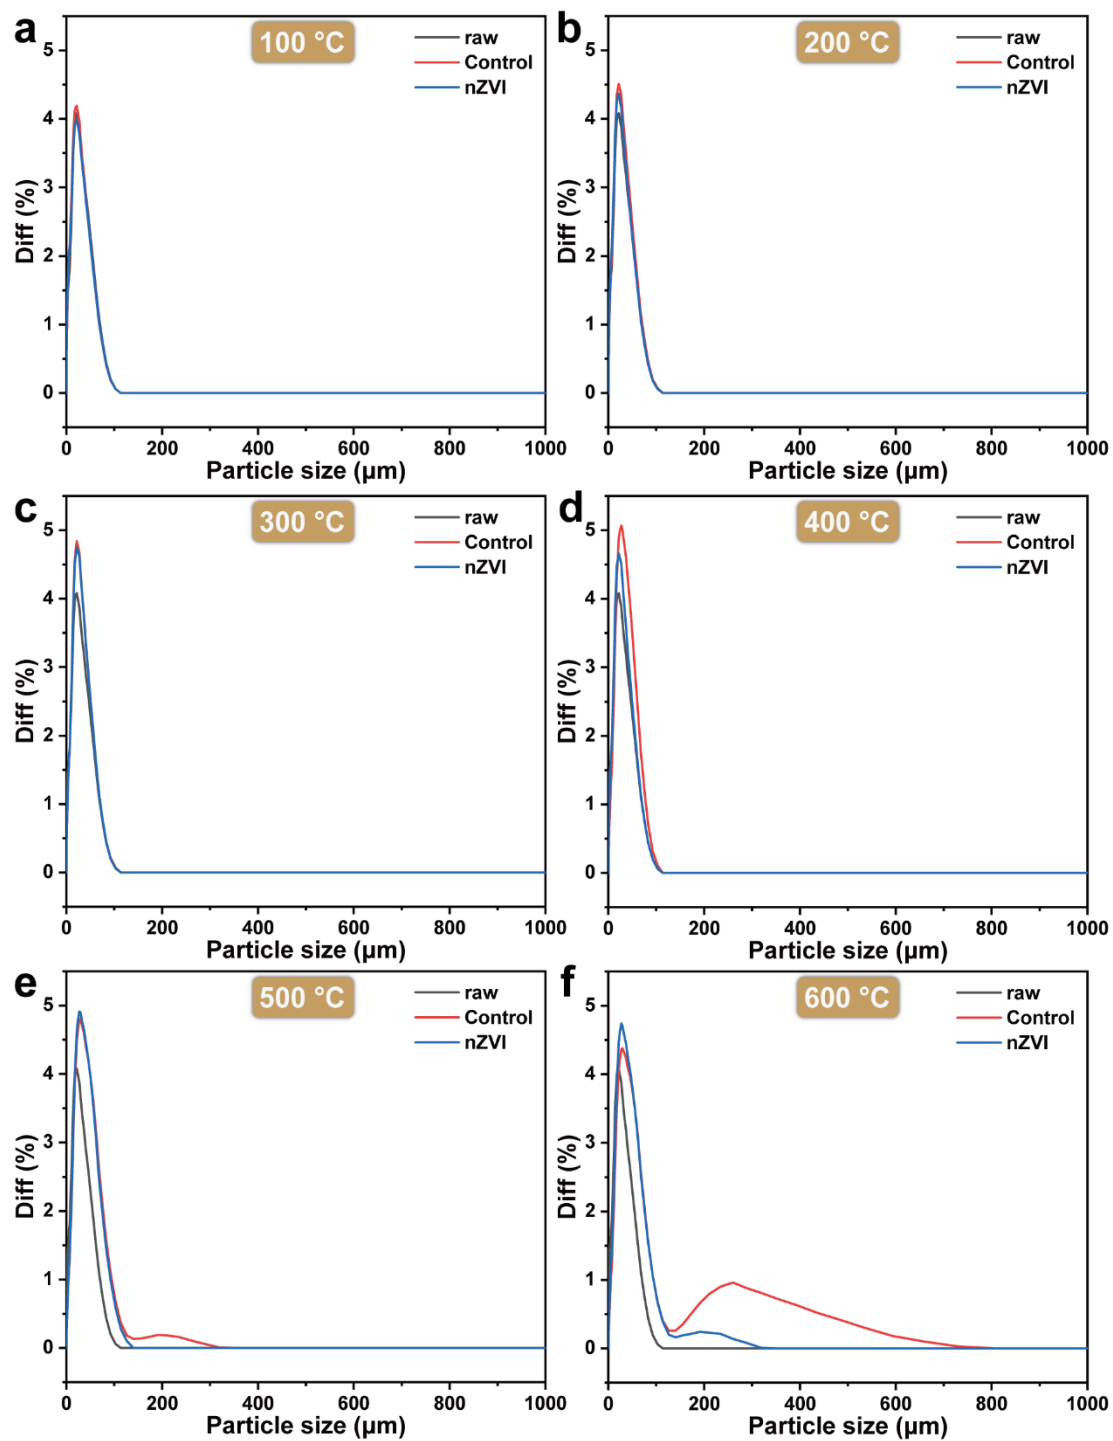 a
100 °C
raw
Control
nZVI
5
4
3
2
1
0
Diff (%)
0 200 400 600 800 1000
Particle size (µm)
b
200 °C
raw
Control
nZVI
5
4
3
2
1
0
Diff (%)
0 200 400 600 800 1000
Particle size (µm)
c
300 °C
raw
Control
nZVI
5
4
3
2
1
0
Diff (%)
0 200 400 600 800 1000
Particle size (µm)
d
400 °C
raw
Control
nZVI
5
4
3
2
1
0
Diff (%)
0 200 400 600 800 1000
Particle size (µm)
e
500 °C
raw
Control
nZVI
5
4
3
2
1
0
Diff (%)
0 200 400 600 800 1000
Particle size (µm)
f
600 °C
raw
Control
nZVI
5
4
3
2
1
0
Diff (%)
0 200 400 600 800 1000
Particle size (µm)